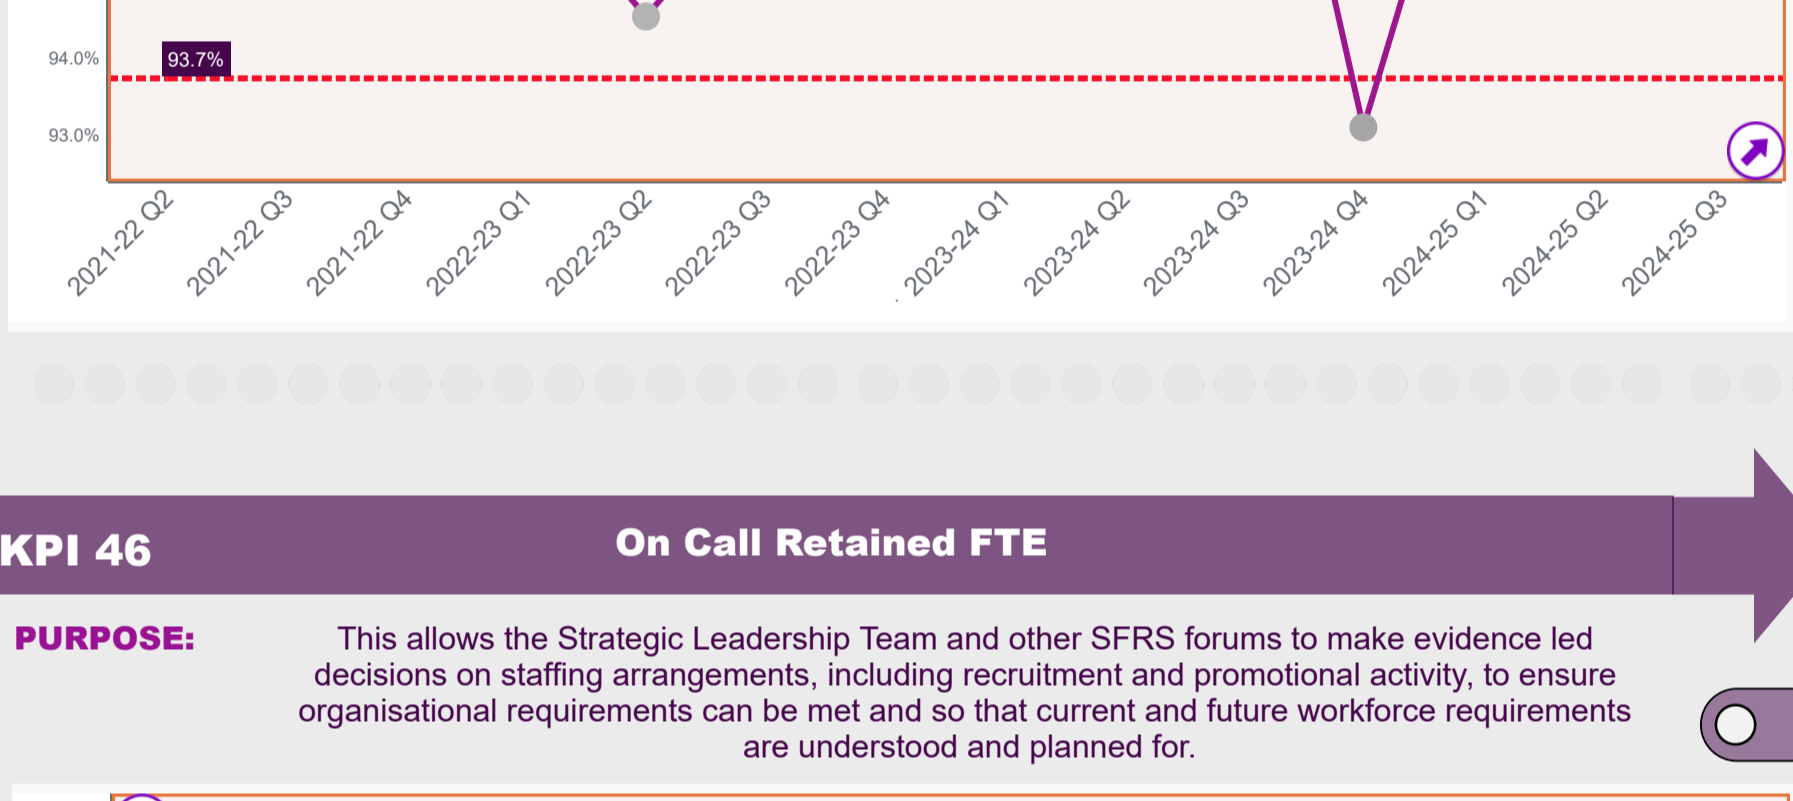 94.0%
93.7%
93.0%
2021-22 Q2
2021-22 Q3
2021-22 Q4
2022-23 Q1
2022-23 Q2
2022-23 Q3
2022-23 Q4
2023-24 Q1
2023-24 Q2
2023-24 Q3
2023-24 Q4
2024-25 Q1
2024-25 Q2
2024-25 Q3
KPI 46
On Call Retained FTE
PURPOSE:
This allows the Strategic Leadership Team and other SFRS forums to make evidence led
decisions on staffing arrangements, including recruitment and promotional activity, to ensure
organisational requirements can be met and so that current and future workforce requirements
are understood and planned for.